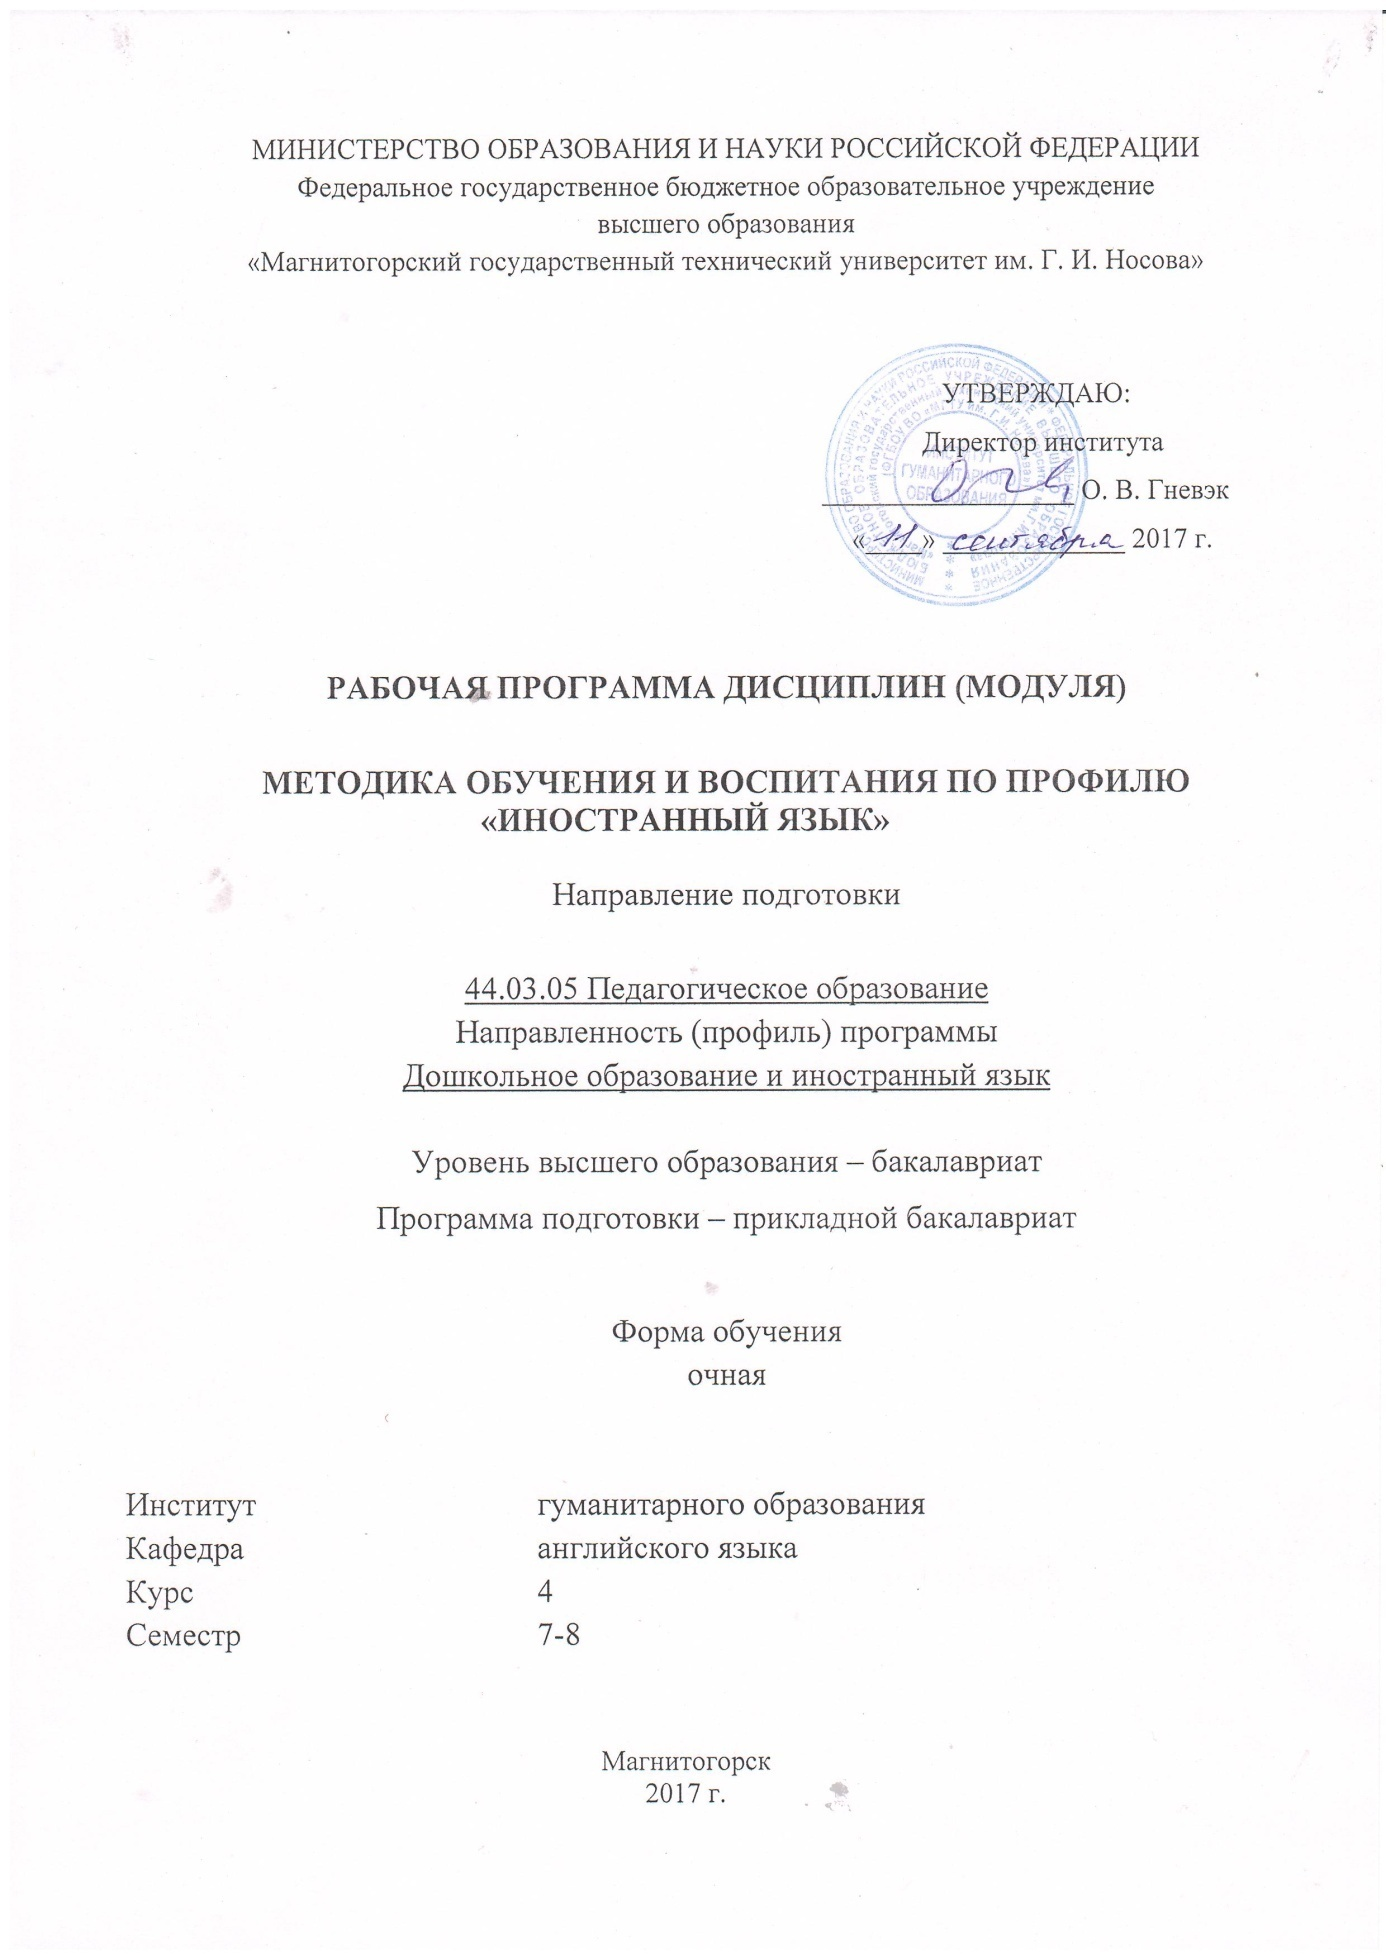 МИНИСТЕРСТВО ОБРАЗОВАНИЯ И НАУКИ РОССИЙСКОЙ ФЕДЕРАЦИИ
Федеральное государственное бюджетное образовательное учреждение
высшего образования
«Магнитогорский государственный технический университет им. Г. И. Носова»
УТВЕРЖДАЮ:
Директор института
О. В. Гневэк
«11» сентября 2017 г.
ИНСТИТУТ
ГУМАНИТАРНОГО
ОБРАЗОВАНИЯ
РАБОЧАЯ ПРОГРАММА ДИСЦИПЛИН (МОДУЛЯ)
МЕТОДИКА ОБУЧЕНИЯ И ВОСПИТАНИЯ ПО ПРОФИЛЮ
«ИНОСТРАННЫЙ ЯЗЫК»
Направление подготовки
44.03.05 Педагогическое образование
Направленность (профиль) программы
Дошкольное образование и иностранный язык
Уровень высшего образования – бакалавриат
Программа подготовки – прикладной бакалавриат
Форма обучения
очная
Институт гуманитарного образования
Кафедра английского языка
Курс 4
Семестр 7-8
Магнитогорск
2017 г.